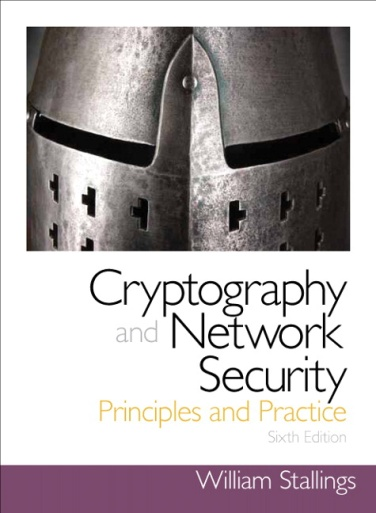 Cryptography
and Network
Security
Principles and Practice
Sixth Edition
William Stallings